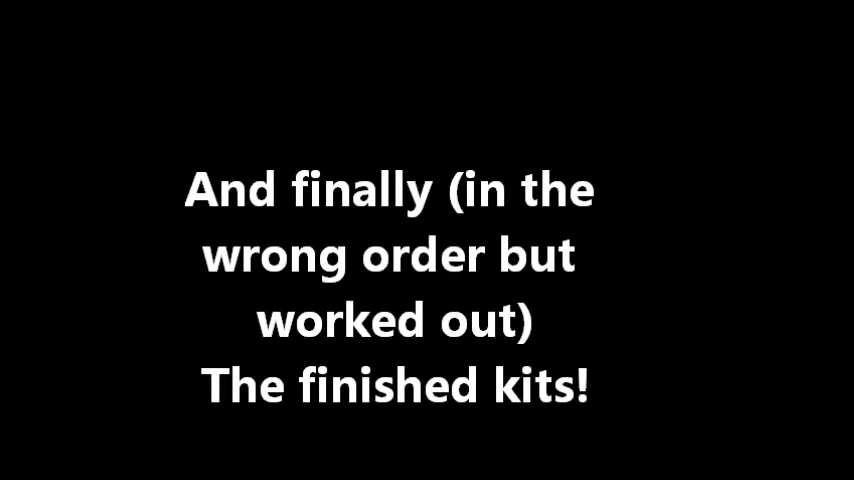 And finally (in the
wrong order but
worked out)
The finished kits!